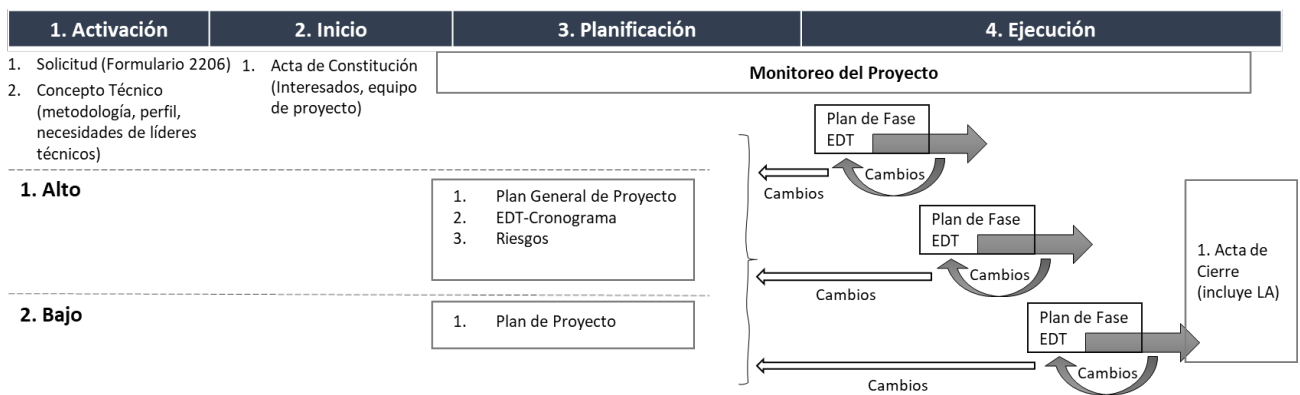 1. Activación
2. Inicio
3. Planificación
4. Ejecución
1. Solicitud (Formulario 2206)
2. Concepto Técnico
(metodología, perfil,
necesidades de líderes
técnicos)
1. Acta de Constitución
(Interesados, equipo
de proyecto)
Monitoreo del Proyecto
Plan de Fase
EDT
Cambios
Cambios
1. Alto
1. Plan General de Proyecto
2. EDT-Cronograma
3. Riesgos
Plan de Fase
EDT
Cambios
Cambios
1. Acta de
Cierre
(incluye LA)
2. Bajo
1. Plan de Proyecto
Plan de Fase
EDT
Cambios
Cambios